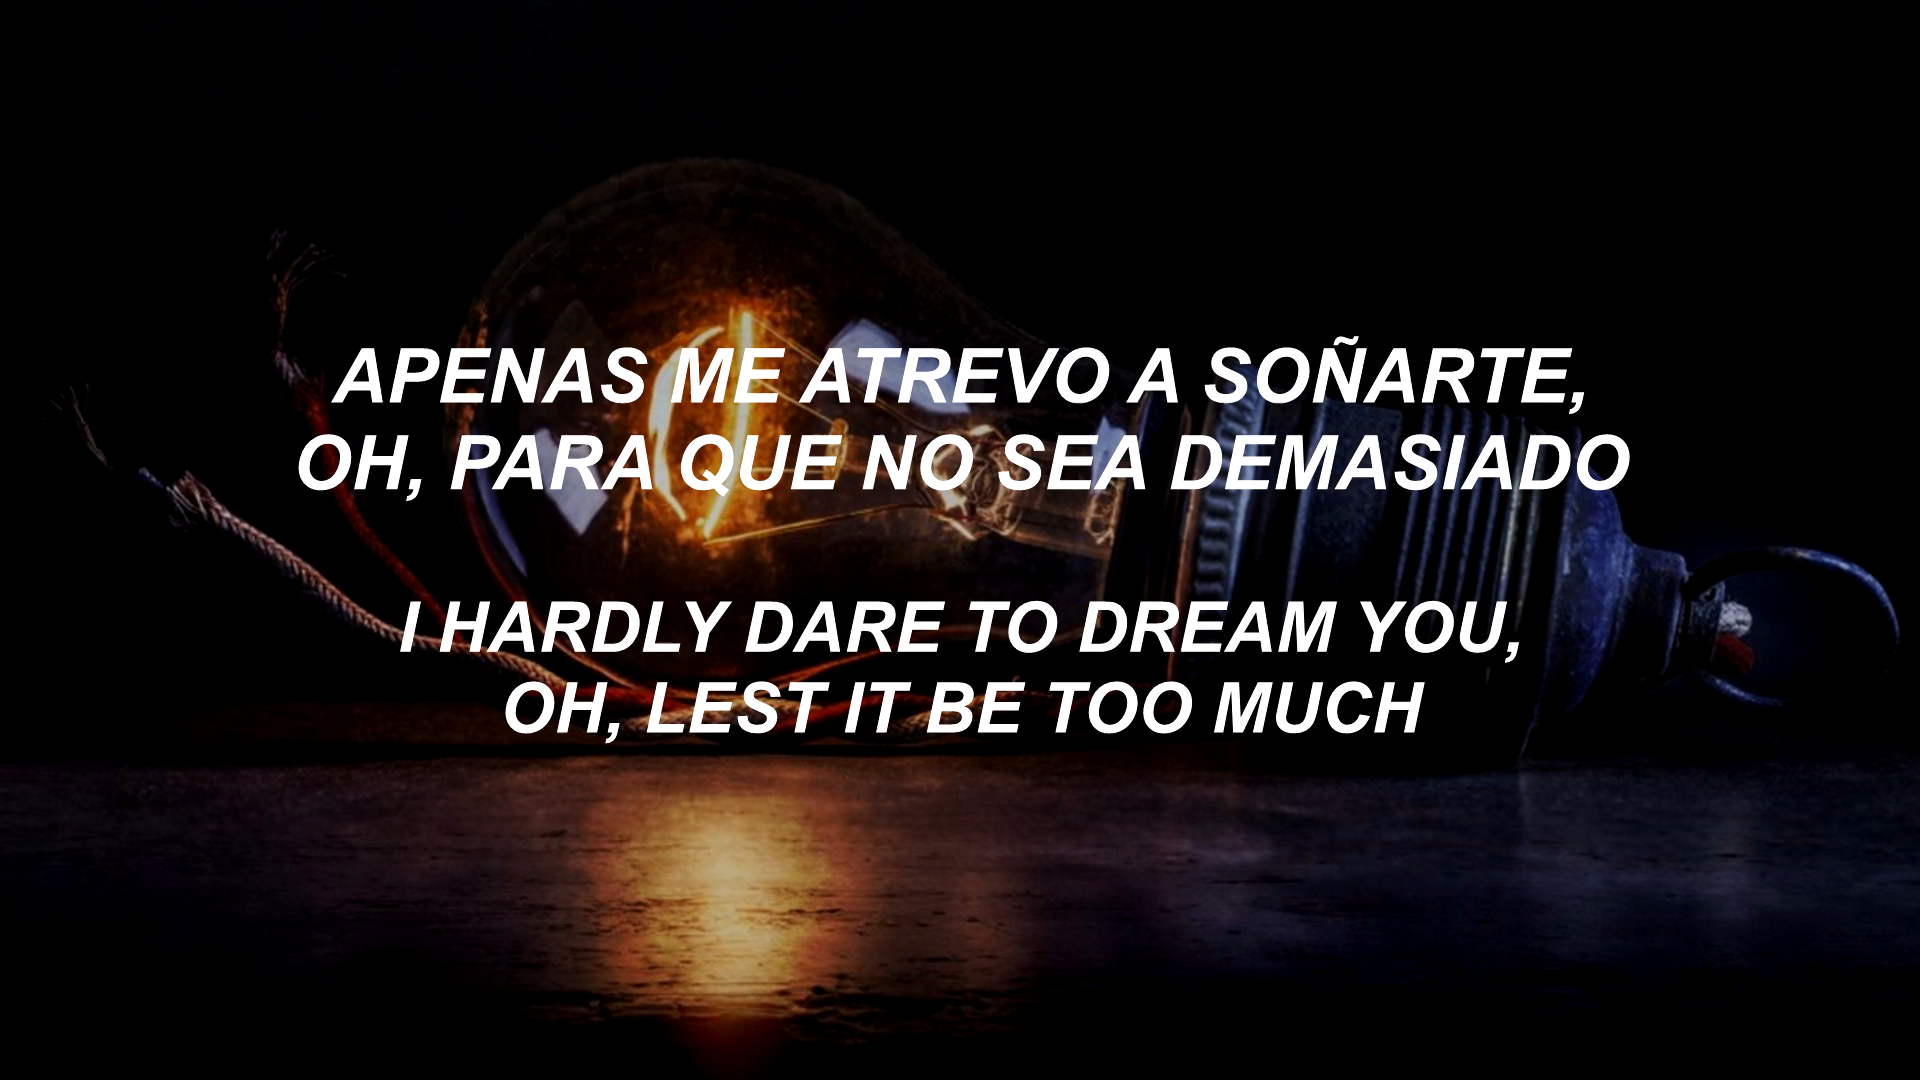 APENAS ME ATREVO A SOÑARTE,
OH, PARA QUE NO SEA DEMASIADO
I HARDLY DARE TO DREAM YOU,
OH, LEST IT BE TOO MUCH